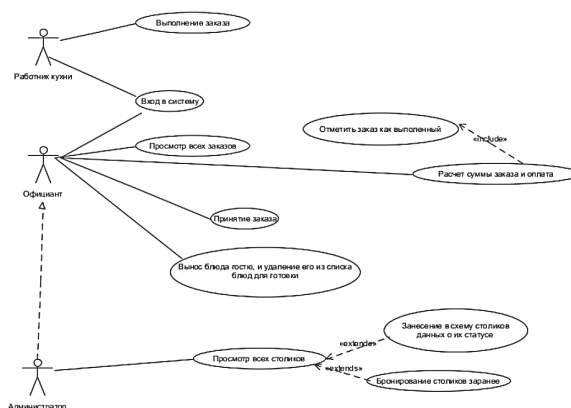 Выполнение заказа
Работник кухни
Вход в систему
Отметить заказ как выполенный
«include»
Просмотр всех заказов
Расчет суммы заказа и оплата
Официант
Принятие заказа
Вынос блюда гостю, и удаление его из списка
блюд для готовки
Занесение в схему столиков
данных о их статусе
«extends»
Просмотр всех столиков
«extends»
Бронирование столиков заранее
Администратор